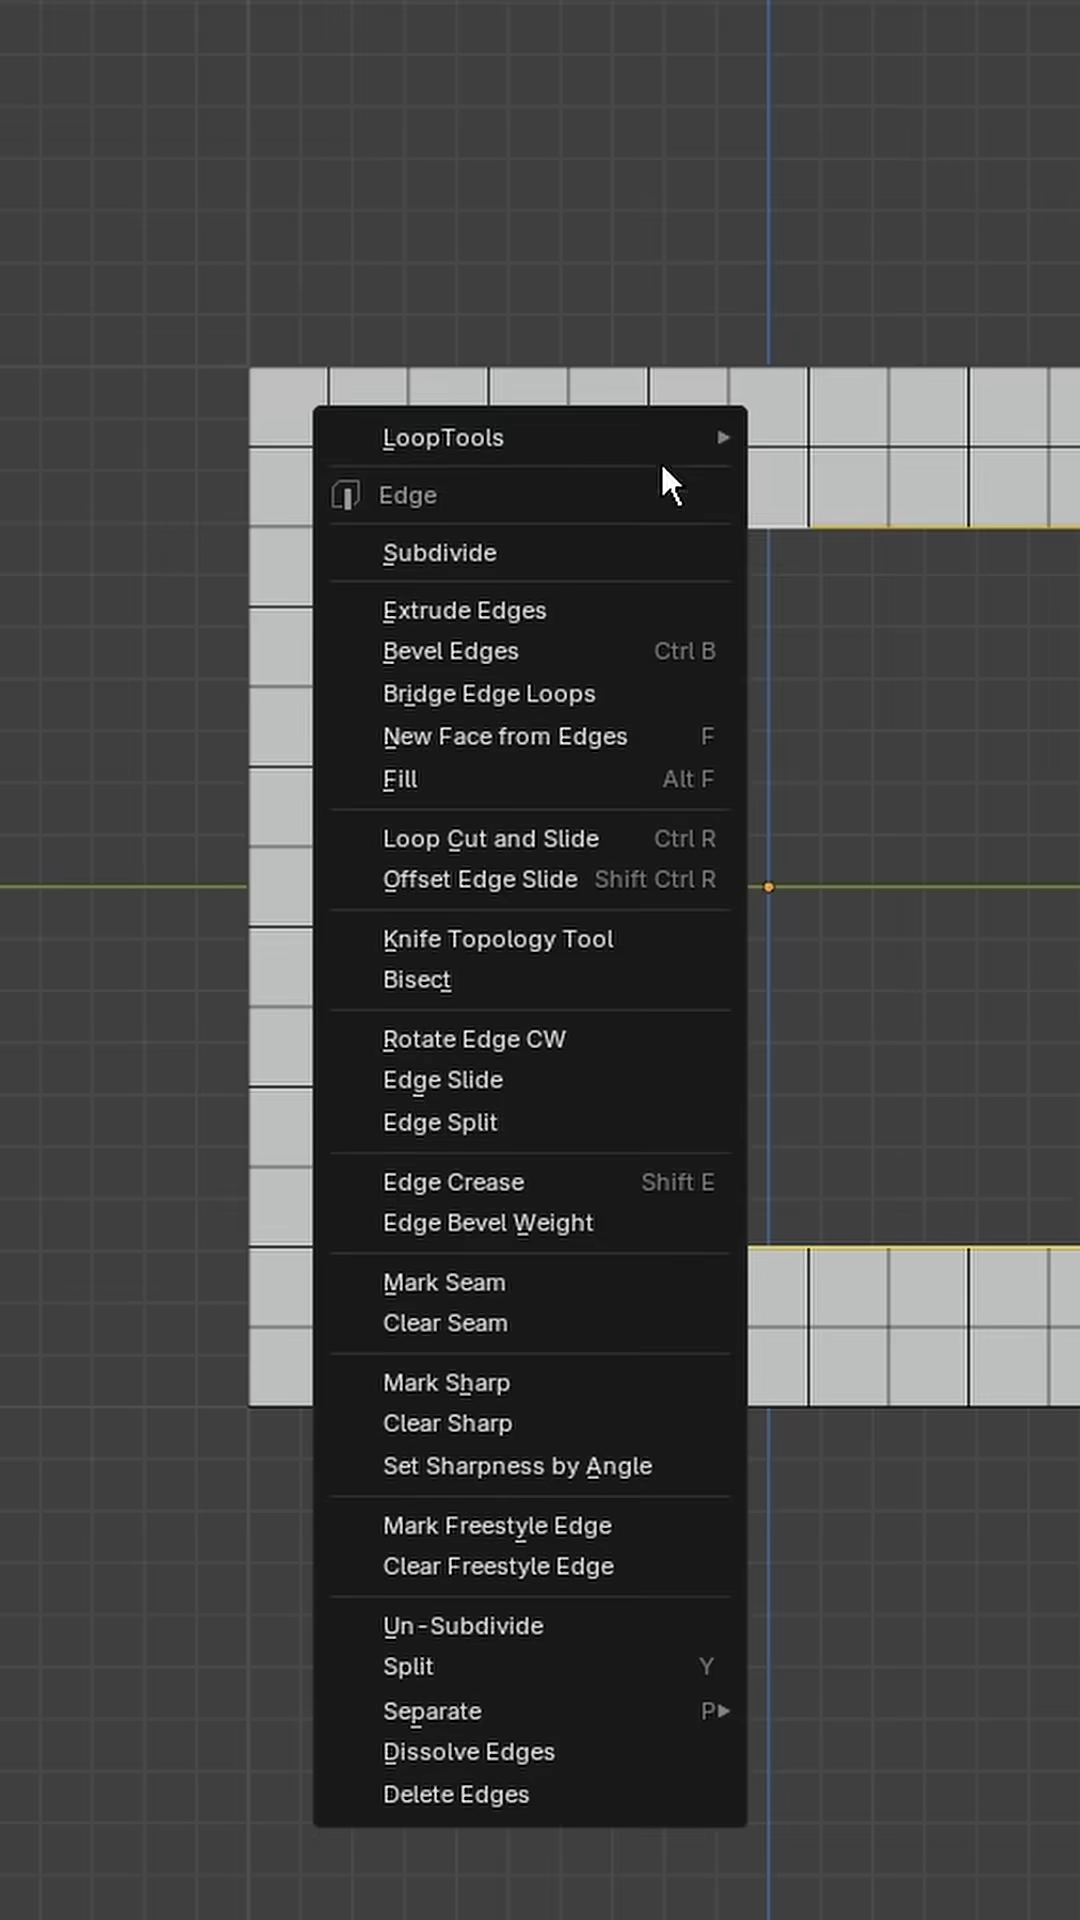 LoopTools
Edge
Subdivide
Extrude Edges
Bevel Edges Ctrl B
Bridge Edge Loops
New Face from Edges F
Fill Alt F
Loop Cut and Slide Ctrl R
Offset Edge Slide Shift Ctrl R
Knife Topology Tool
Bisect
Rotate Edge CW
Edge Slide
Edge Split
Edge Crease Shift E
Edge Bevel Weight
Mark Seam
Clear Seam
Mark Sharp
Clear Sharp
Set Sharpness by Angle
Mark Freestyle Edge
Clear Freestyle Edge
Un-Subdivide
Split Y
Separate P
Dissolve Edges
Delete Edges